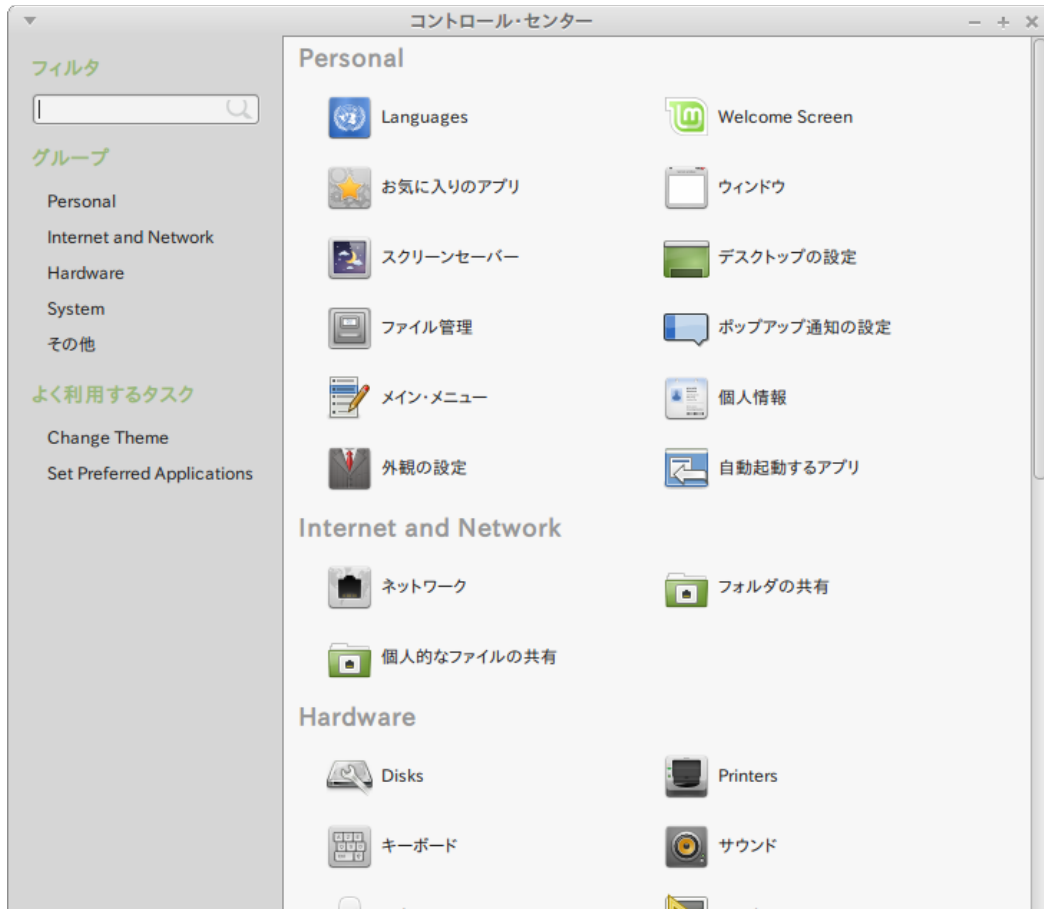 コントロール・センター
フィルタ
グループ
Personal
Internet and Network
Hardware
System
その他
よく利用するタスク
Change Theme
Set Preferred Applications
Personal
Languages
Welcome Screen
お気に入りのアプリ
ウィンドウ
スクリーンセーバー
デスクトップの設定
ファイル管理
ポップアップ通知の設定
メイン・メニュー
個人情報
外観の設定
自動起動するアプリ
Internet and Network
ネットワーク
フォルダの共有
個人的なファイルの共有
Hardware
Disks
Printers
キーボード
サウンド